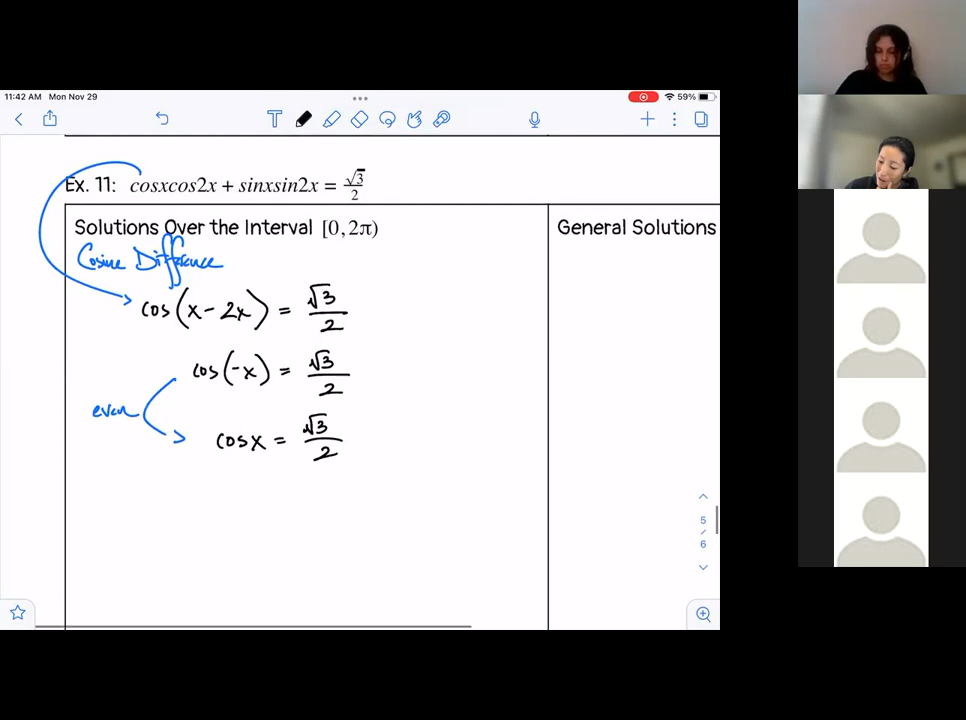 11:42 AM Mon Nov 29
59%
Ex. 11: cosxcos2x + sinxsin2x = √3/2
Solutions Over the Interval [0,2π)
General Solutions
Cosine Difference
cos(x - 2x) = √3/2
cos(-x) = √3/2
even
cosx = √3/2
5
/
6